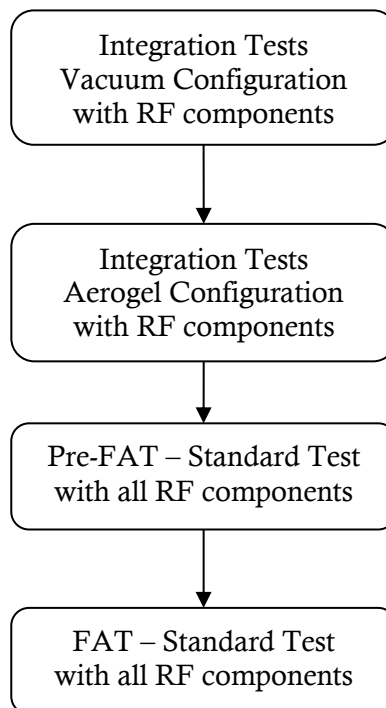 Integration Tests
Vacuum Configuration
with RF components
Integration Tests
Aerogel Configuration
with RF components
Pre-FAT – Standard Test
with all RF components
FAT – Standard Test
with all RF components